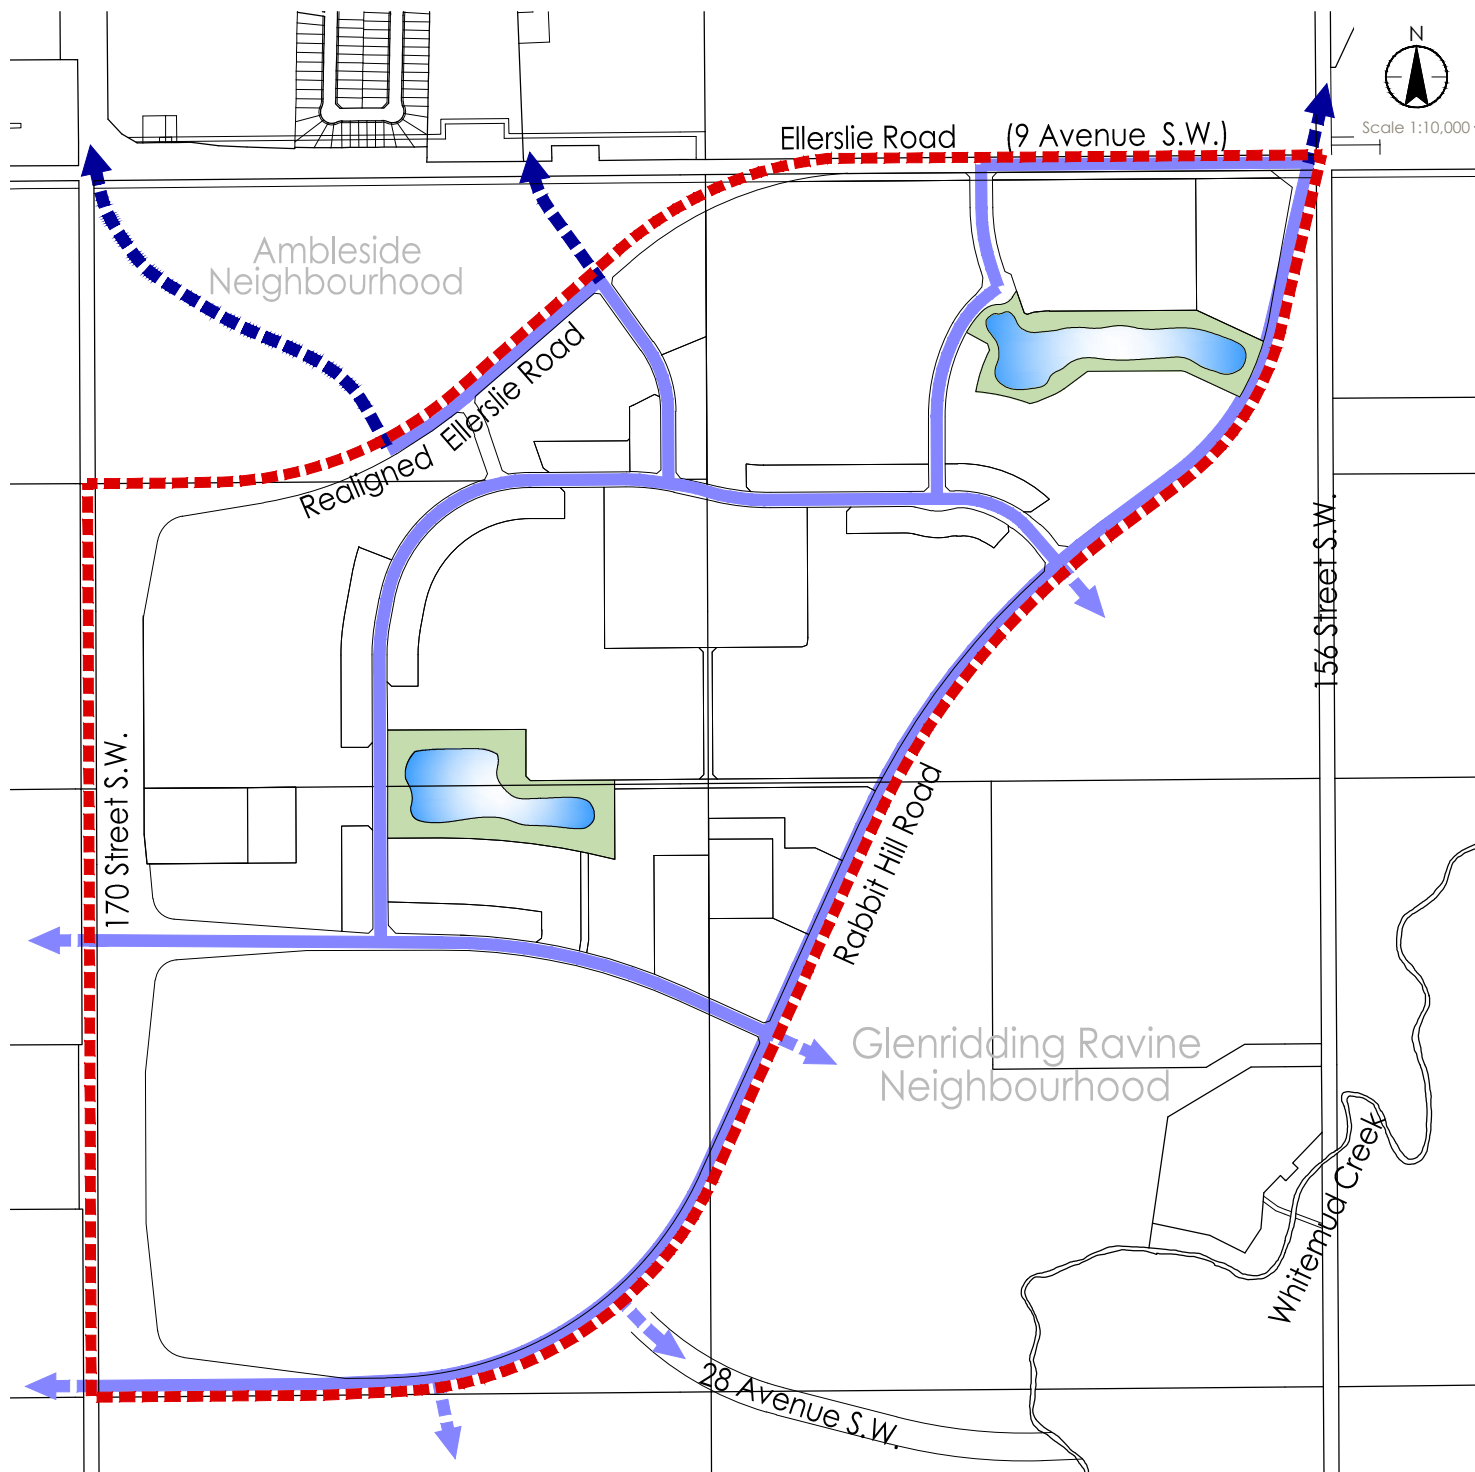 N
Scale 1:10,000
Ellerslie Road (9 Avenue S.W.)
Ambleside
Neighbourhood
Realigned Ellerslie Road
156 Street S.W.
170 Street S.W.
Rabbit Hill Road
Glenridding Ravine
Neighbourhood
Whitemud Creek
28 Avenue S.W.